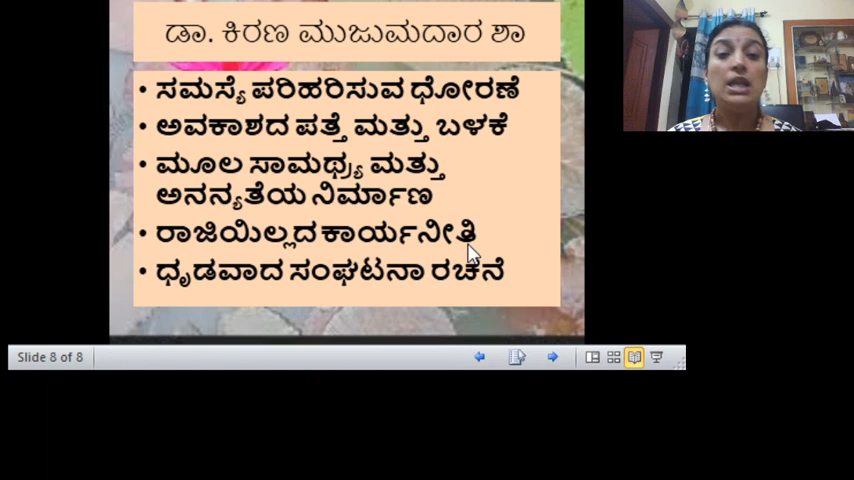 ಡಾ. ಕಿರಣ ಮುಜುಮದಾರ ಶಾ
• ಸಮಸ್ಯೆ ಪರಿಹರಿಸುವ ಧೋರಣೆ
• ಅವಕಾಶದ ಪತ್ತೆ ಮತ್ತು ಬಳಕೆ
• ಮೂಲ ಸಾಮಥ್ರ್ಯ ಮತ್ತು
ಅನನ್ಯತೆಯ ನಿರ್ಮಾಣ
• ರಾಜಿಯಿಲ್ಲದ ಕಾರ್ಯನೀತಿ
• ಧೃಡವಾದ ಸಂಘಟನಾ ರಚನೆ
Slide 8 of 8